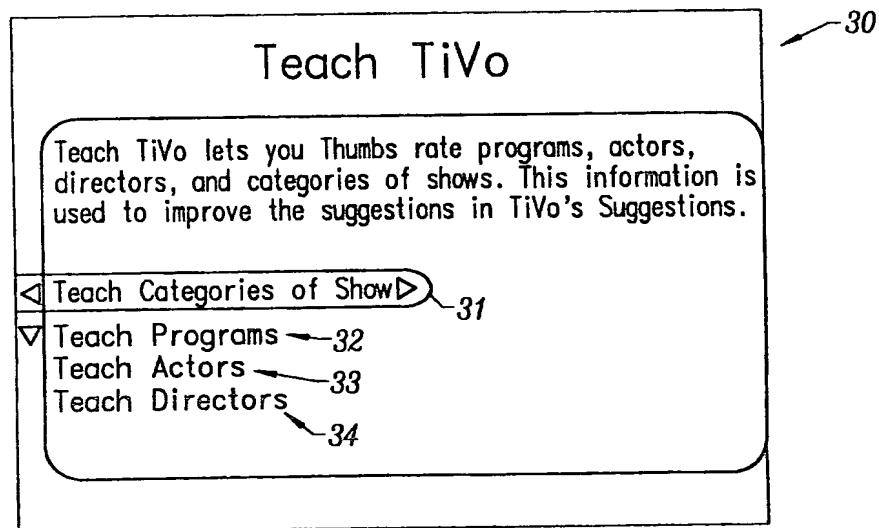 30
Teach TiVo
Teach TiVo lets you Thumbs rate programs, actors,
directors, and categories of shows. This information is
used to improve the suggestions in TiVo's Suggestions.
Teach Categories of Show
31
Teach Programs 32
Teach Actors 33
Teach Directors
34